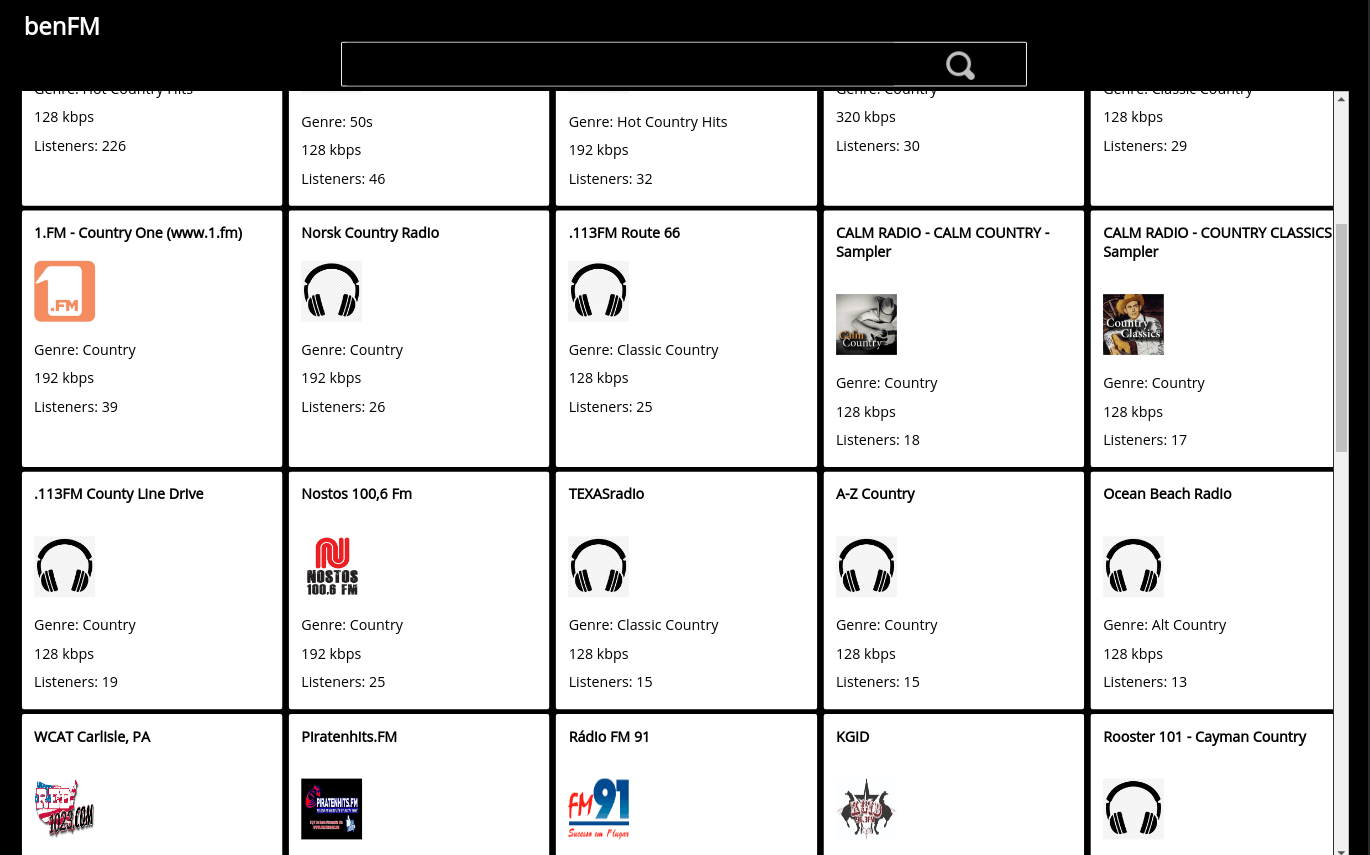 benFM
Genre: Hot Country Hits
128 kbps
Listeners: 226
Genre: 50s
128 kbps
Listeners: 46
Genre: Hot Country Hits
192 kbps
Listeners: 32
Genre: Country
320 kbps
Listeners: 30
Genre: Classic Country
128 kbps
Listeners: 29
1.FM - Country One (www.1.fm)
1.FM
Genre: Country
192 kbps
Listeners: 39
Norsk Country Radio
Genre: Country
192 kbps
Listeners: 26
.113FM Route 66
Genre: Classic Country
128 kbps
Listeners: 25
CALM RADIO - CALM COUNTRY -
Sampler
Calm
Country
Genre: Country
128 kbps
Listeners: 18
CALM RADIO - COUNTRY CLASSICS
Sampler
Country
Classics
Genre: Country
128 kbps
Listeners: 17
.113FM County Line Drive
Genre: Country
128 kbps
Listeners: 19
Nostos 100,6 Fm
NOSTOS
100.6 FM
Genre: Country
192 kbps
Listeners: 25
TEXASradio
Genre: Classic Country
128 kbps
Listeners: 15
A-Z Country
Genre: Country
128 kbps
Listeners: 15
Ocean Beach Radio
Genre: Alt Country
128 kbps
Listeners: 13
WCAT Carlisle, PA
1023.COM
Piratenhits.FM
PIRATENHITS.FM
Rádio FM 91
FM91
KGID
Rooster 101 - Cayman Country